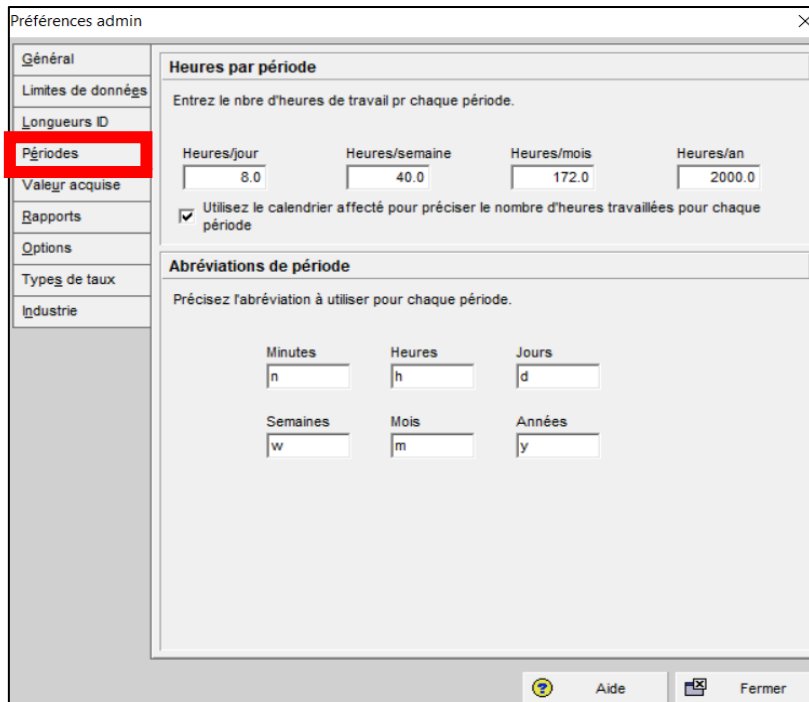 Préférences admin
Général
Limites de données
Longueurs ID
Périodes
Valeur acquise
Rapports
Options
Types de taux
Industrie
Heures par période
Entrez le nbre d'heures de travail pr chaque période.
Heures/jour Heures/semaine Heures/mois Heures/an
8.0 40.0 172.0 2000.0
Utilisez le calendrier affecté pour préciser le nombre d'heures travaillées pour chaque
période
Abréviations de période
Précisez l'abréviation à utiliser pour chaque période.
Minutes Heures Jours
n h d
Semaines Mois Années
w m y
Aide Fermer